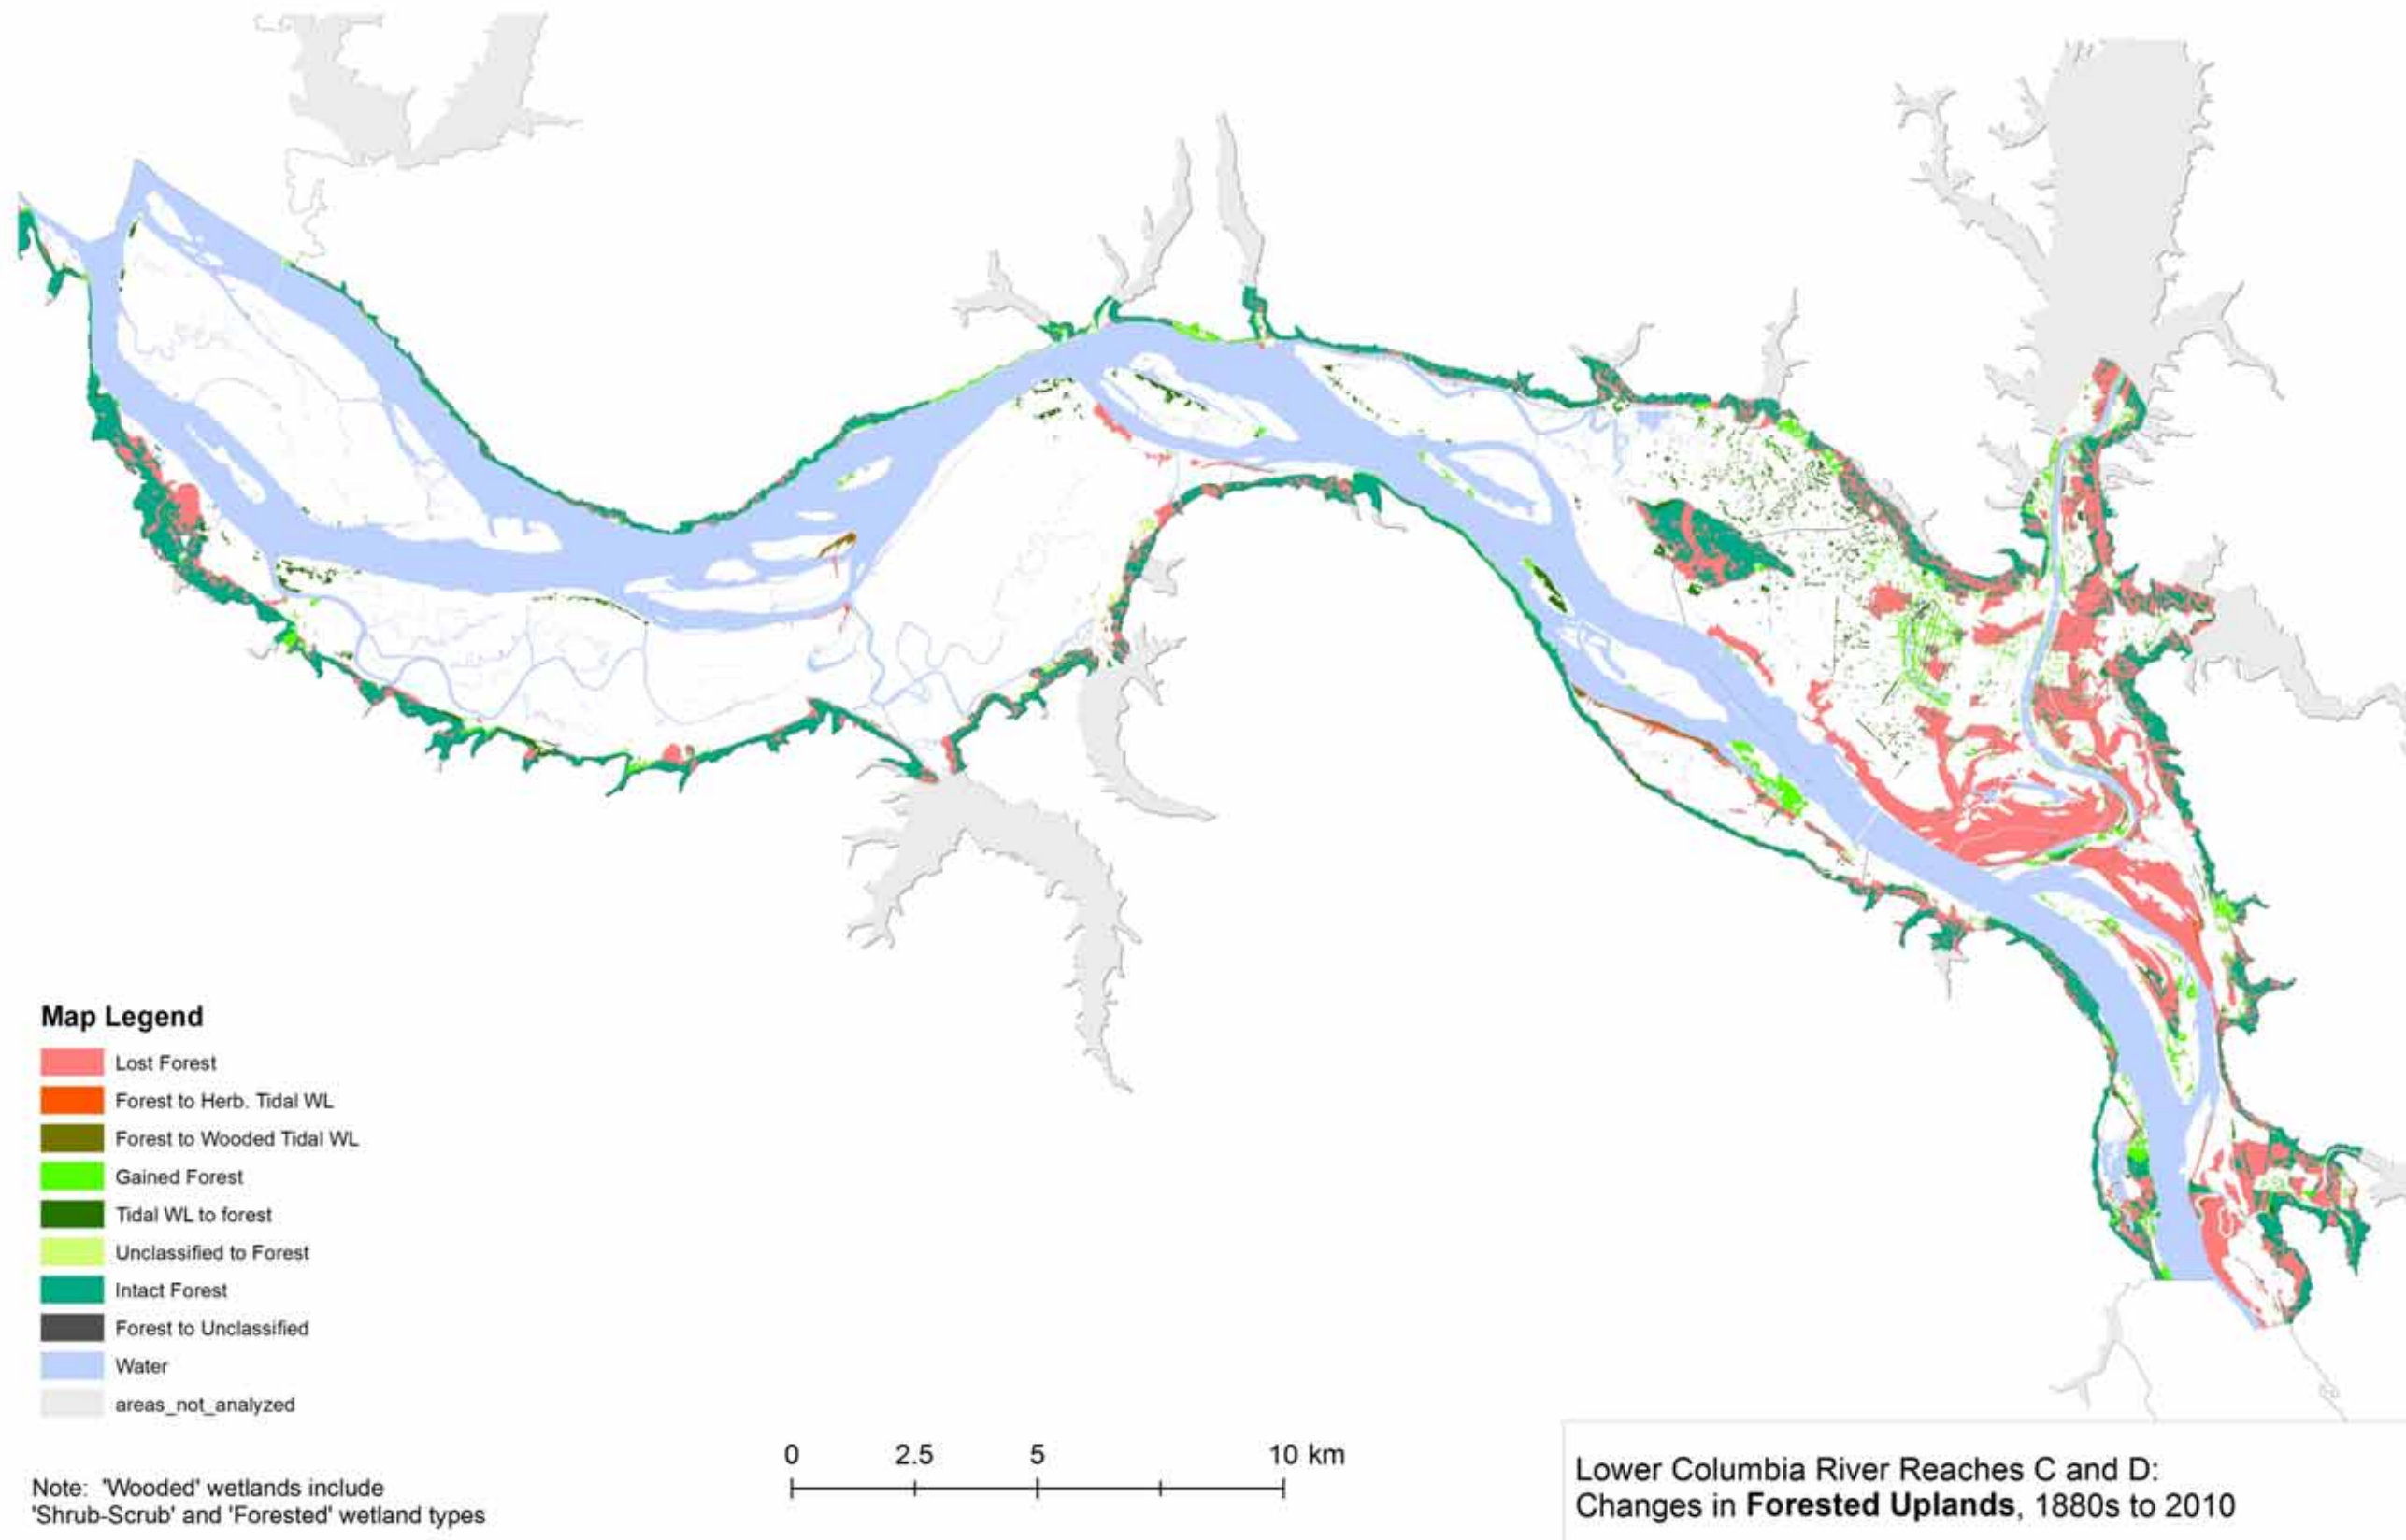 Map Legend
Lost Forest
Forest to Herb. Tidal WL
Forest to Wooded Tidal WL
Gained Forest
Tidal WL to forest
Unclassified to Forest
Intact Forest
Forest to Unclassified
Water
areas_not_analyzed
Note: 'Wooded' wetlands include
'Shrub-Scrub' and 'Forested' wetland types
0 2.5 5 10 km
Lower Columbia River Reaches C and D:
Changes in Forested Uplands, 1880s to 2010